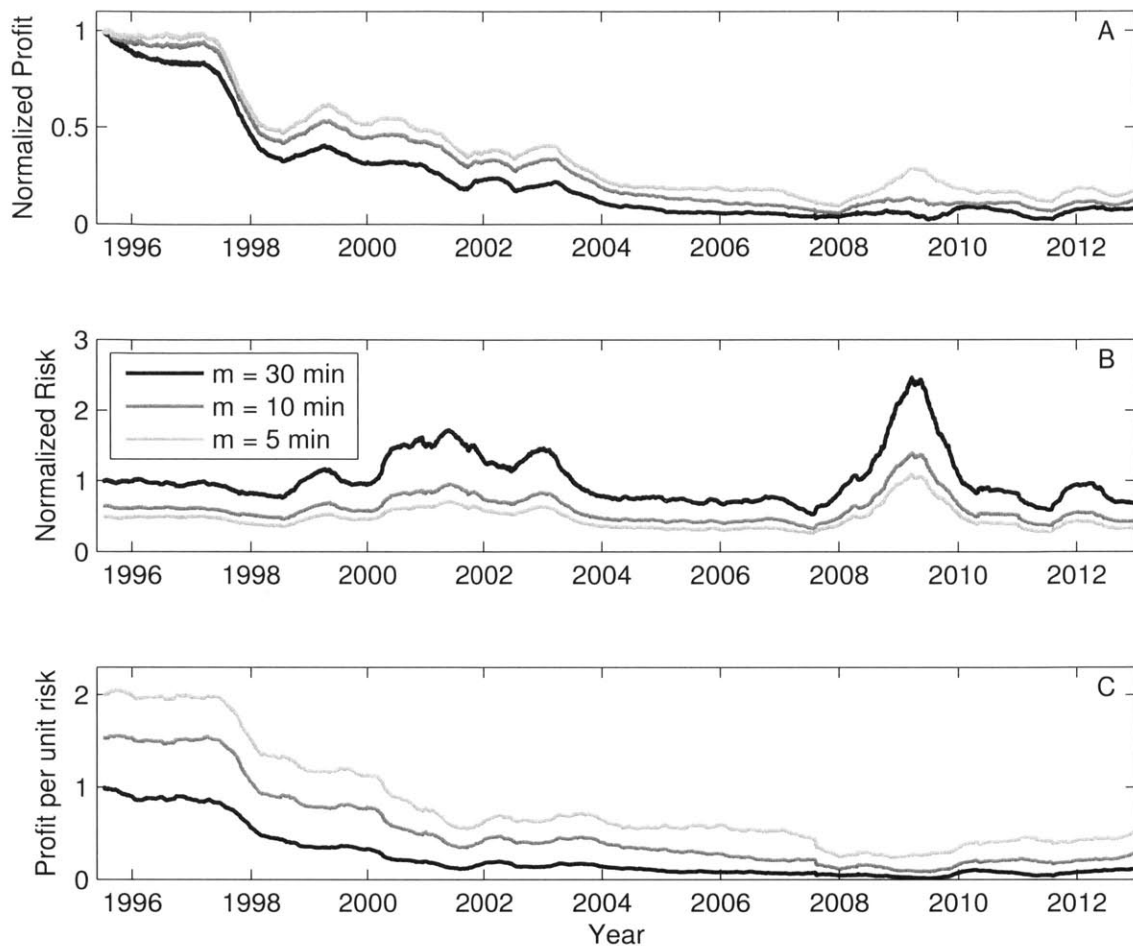 A
Normalized Profit
1
0.5
0
1996 1998 2000 2002 2004 2006 2008 2010 2012
B
Normalized Risk
3
2
1
0
m = 30 min
m = 10 min
m = 5 min
1996 1998 2000 2002 2004 2006 2008 2010 2012
C
Profit per unit risk
2
1
0
1996 1998 2000 2002 2004 2006 2008 2010 2012
Year